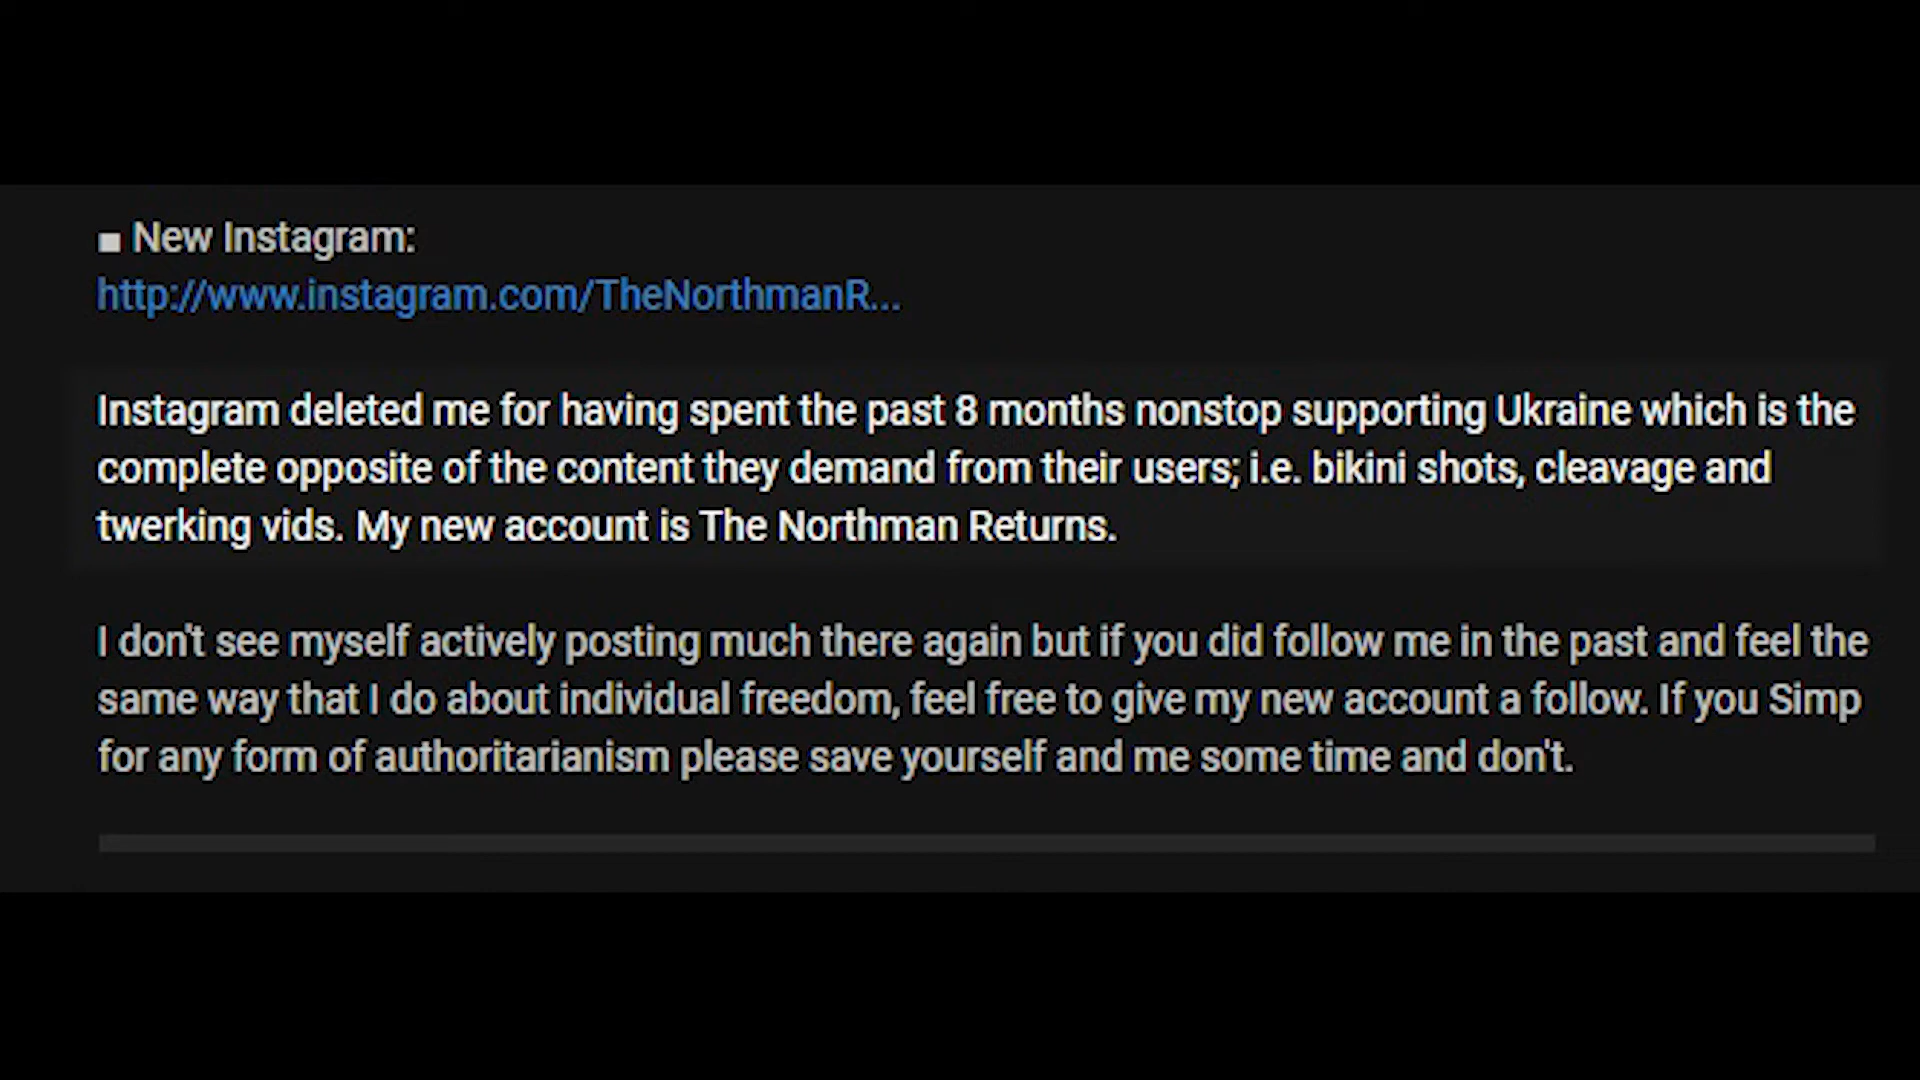 ■ New Instagram:
http://www.instagram.com/TheNorthmanR...
Instagram deleted me for having spent the past 8 months nonstop supporting Ukraine which is the
complete opposite of the content they demand from their users; i.e. bikini shots, cleavage and
twerking vids. My new account is The Northman Returns.
I don't see myself actively posting much there again but if you did follow me in the past and feel the
same way that I do about individual freedom, feel free to give my new account a follow. If you Simp
for any form of authoritarianism please save yourself and me some time and don't.